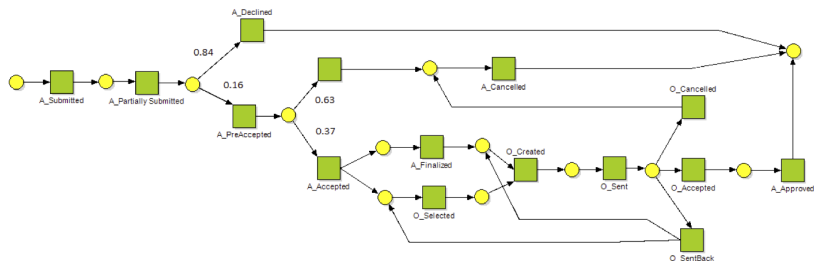 A_Declined
0.84
A_Submitted
A_Partially Submitted
0.16
A_PreAccepted
0.63
A_Cancelled
O_Cancelled
0.37
A_Accepted
A_Finalized
O_Created
O_Selected
O_Sent
O_Accepted
A_Approved
O_SentBack